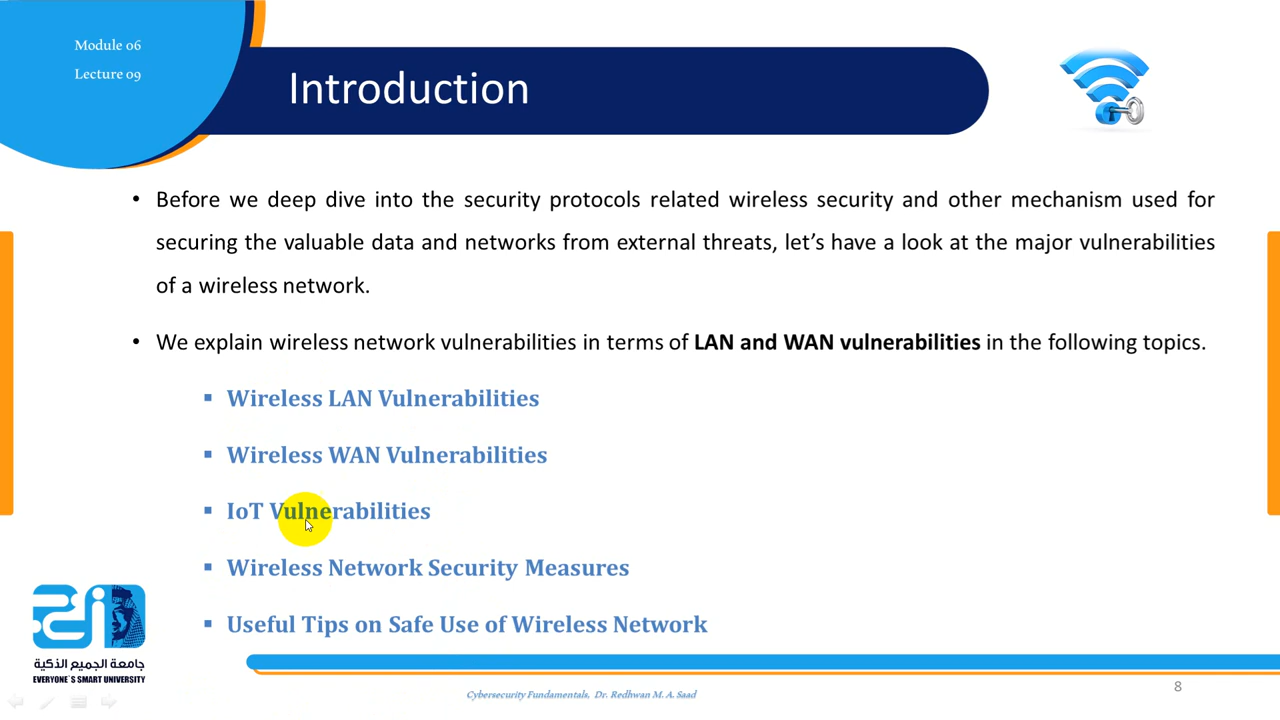 Module 06
Lecture 09
Introduction
• Before we deep dive into the security protocols related wireless security and other mechanism used for
securing the valuable data and networks from external threats, let’s have a look at the major vulnerabilities
of a wireless network.
• We explain wireless network vulnerabilities in terms of LAN and WAN vulnerabilities in the following topics.
▪ Wireless LAN Vulnerabilities
▪ Wireless WAN Vulnerabilities
▪ IoT Vulnerabilities
▪ Wireless Network Security Measures
▪ Useful Tips on Safe Use of Wireless Network
جامعة الجميع الذكية
EVERYONE`S SMART UNIVERSITY
Cybersecurity Fundamentals, Dr. Redhwan M. A. Saad
8